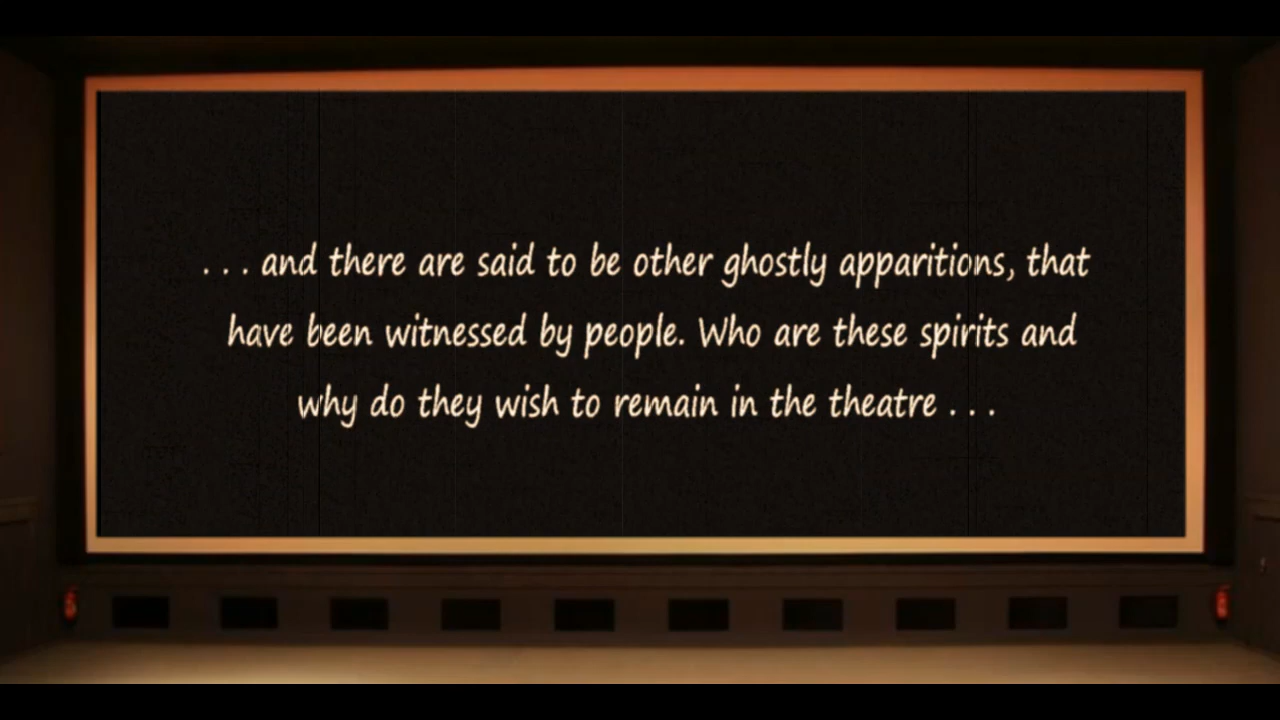 . . . and there are said to be other ghostly apparitions, that
have been witnessed by people. Who are these spirits and
why do they wish to remain in the theatre . . .